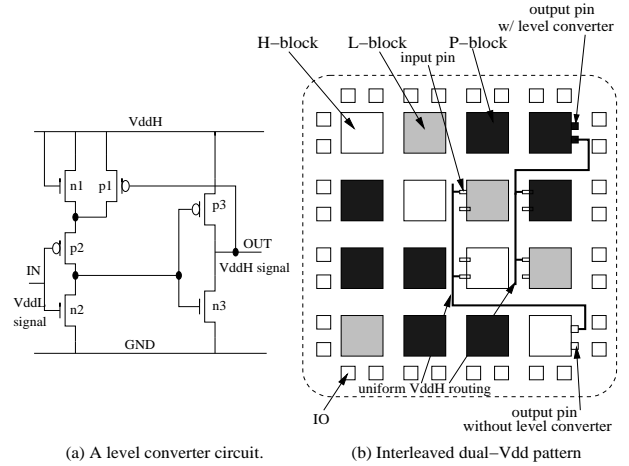 VddH
n1
p1
p3
p2
OUT
IN
VddH signal
VddL
signal
n2
n3
GND
(a) A level converter circuit.
output pin
w/ level converter
H−block
L−block
P−block
input pin
uniform VddH routing
IO
output pin
without level converter
(b) Interleaved dual−Vdd pattern